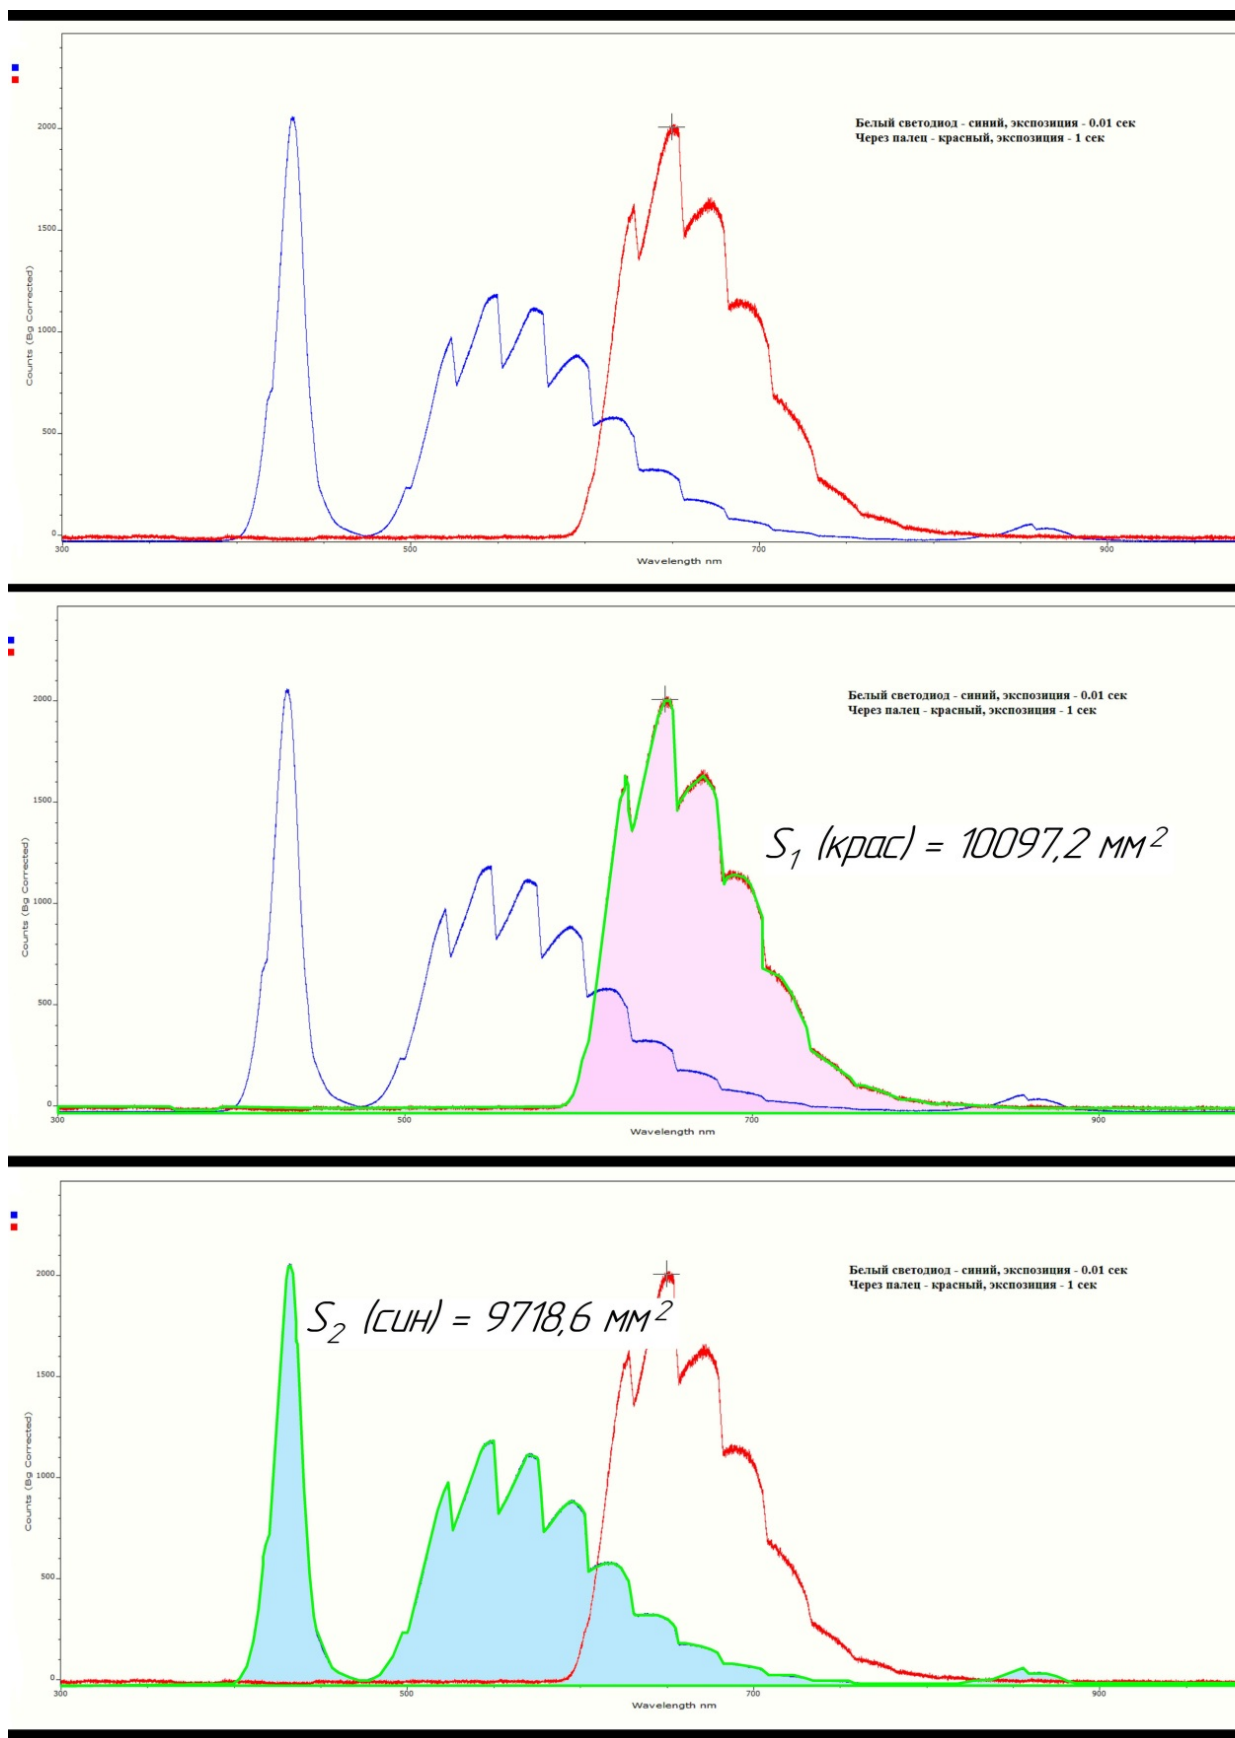 2000
1500
1000
500
0
Counts (Bg Corrected)
Белый светодиод - синий, экспозиция - 0.01 сек
Через палец - красный, экспозиция - 1 сек
300
500
700
900
Wavelength nm
2000
1500
1000
500
0
Counts (Bg Corrected)
Белый светодиод - синий, экспозиция - 0.01 сек
Через палец - красный, экспозиция - 1 сек
S₁ (крас) = 10097,2 мм²
300
500
700
900
Wavelength nm
2000
1500
1000
500
0
Counts (Bg Corrected)
Белый светодиод - синий, экспозиция - 0.01 сек
Через палец - красный, экспозиция - 1 сек
S₂ (син) = 9718,6 мм²
300
500
700
900
Wavelength nm